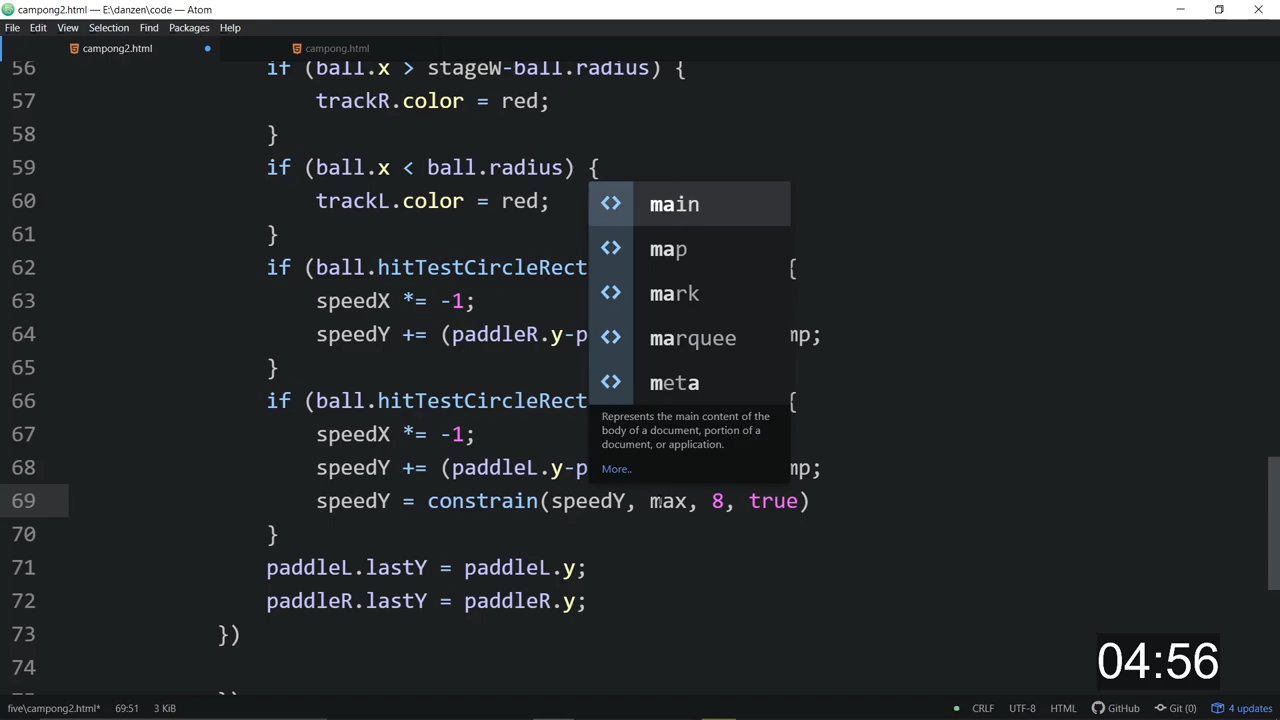 campong2.html — E:\danzen\code — Atom
File Edit View Selection Find Packages Help
campong2.html campong.html
56 if (ball.x > stageW-ball.radius) {
57 trackR.color = red;
58 }
59 if (ball.x < ball.radius) {
60 trackL.color = red;
61 }
62 if (ball.hitTestCircleRect {
63 speedX *= -1;
64 speedY += (paddleR.y-p mp;
65 }
66 if (ball.hitTestCircleRect {
67 speedX *= -1;
68 speedY += (paddleL.y-p mp;
69 speedY = constrain(speedY, max, 8, true)
70 }
71 paddleL.lastY = paddleL.y;
72 paddleR.lastY = paddleR.y;
73 })
74
main
map
mark
marquee
meta
Represents the main content of the
body of a document, portion of a
document, or application.
More..
04:56
five\campong2.html* 69:51 3 KiB CRLF UTF-8 HTML GitHub Git (0) 4 updates